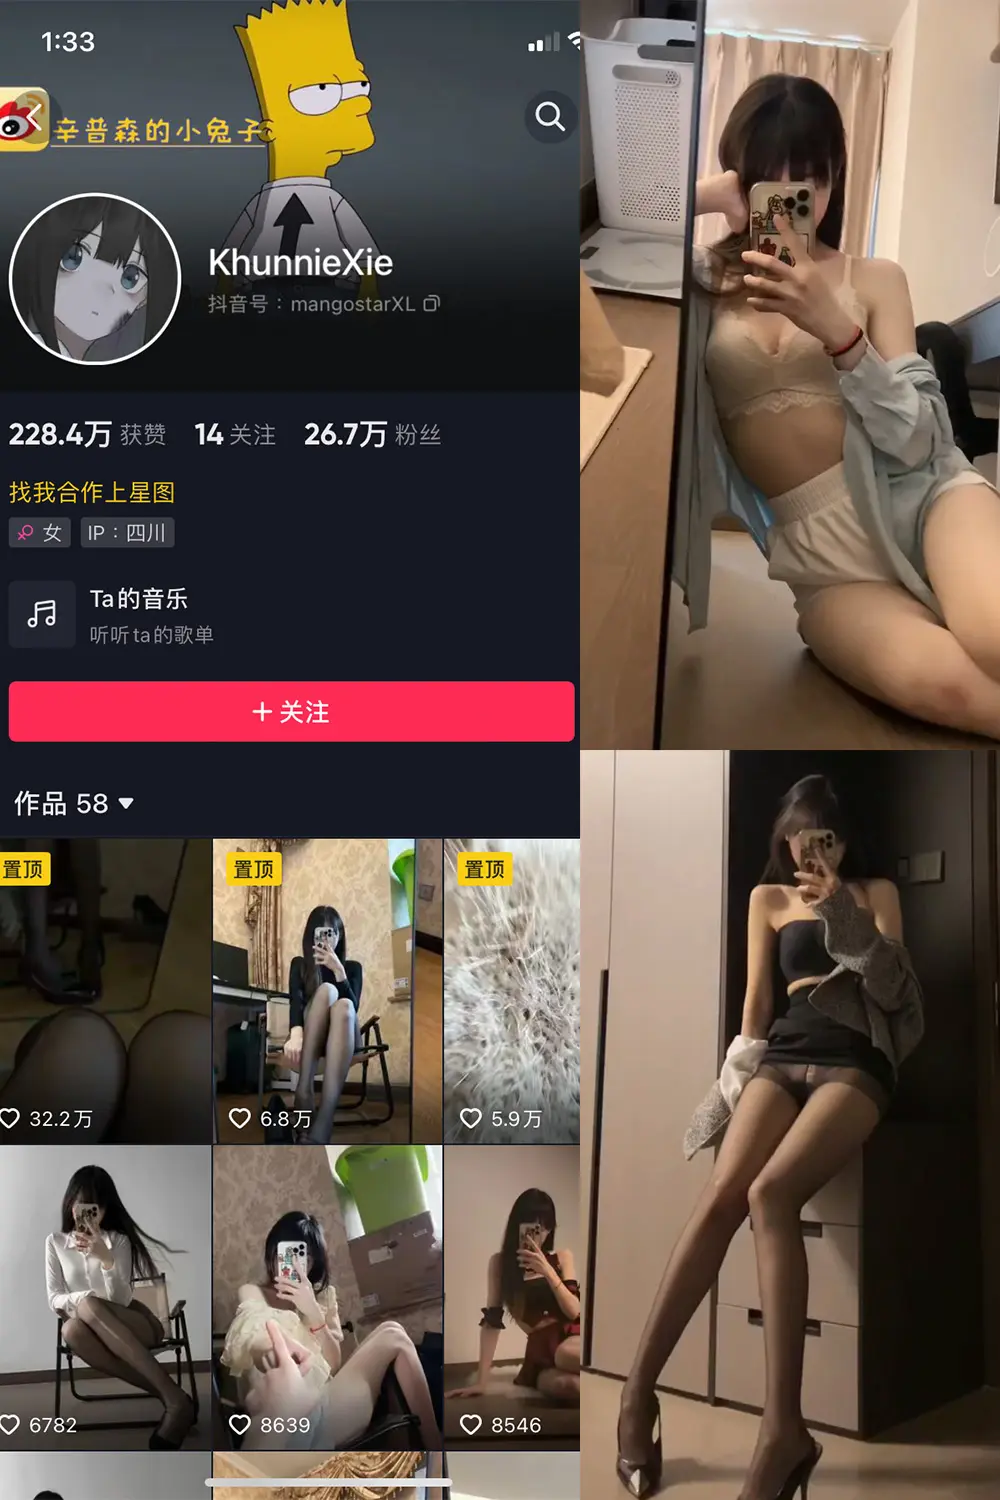 1:33
辛普森的小兔子
KhunnieXie
抖音号：mangostarXL
228.4万 获赞 14 关注 26.7万 粉丝
找我合作上星图
女 IP：四川
Ta的音乐
听听ta的歌单
+ 关注
作品 58
置顶 置顶 置顶
32.2万 6.8万 5.9万
6782 8639 8546